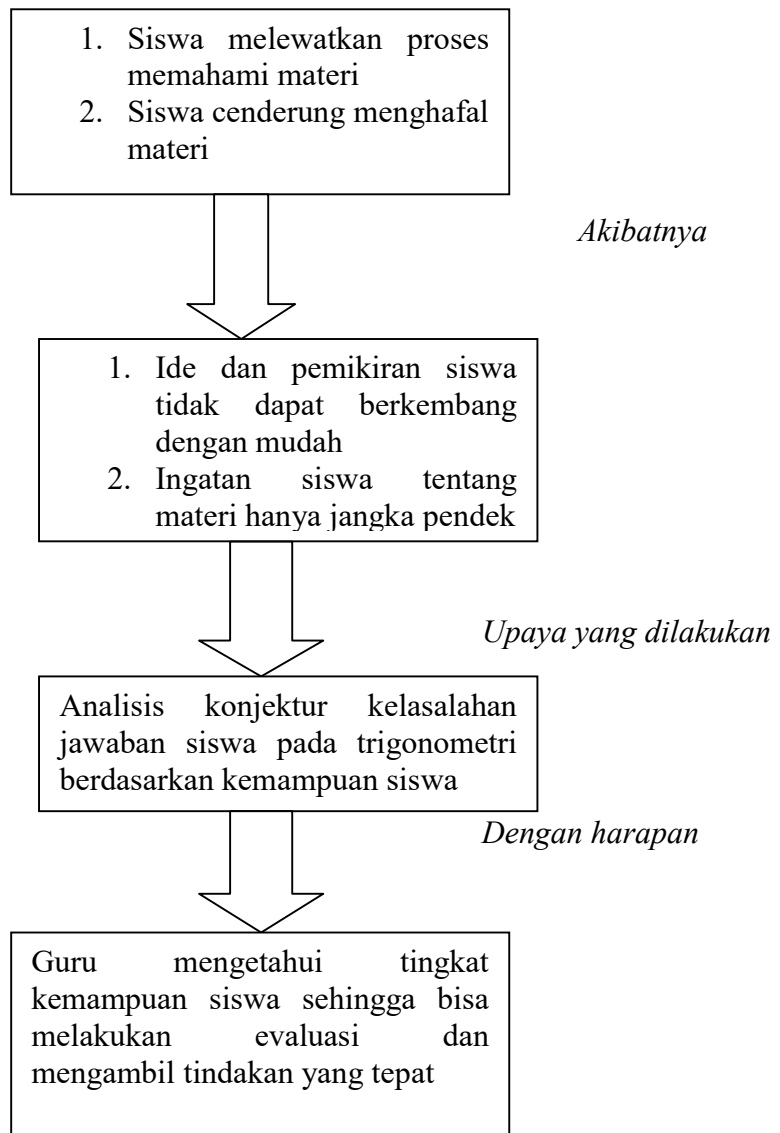 1. Siswa melewatkan proses
memahami materi
2. Siswa cenderung menghafal
materi
Akibatnya
1. Ide dan pemikiran siswa
tidak dapat berkembang
dengan mudah
2. Ingatan siswa tentang
materi hanya jangka pendek
Upaya yang dilakukan
Analisis konjektur kelasalahan
jawaban siswa pada trigonometri
berdasarkan kemampuan siswa
Dengan harapan
Guru mengetahui tingkat
kemampuan siswa sehingga bisa
melakukan evaluasi dan
mengambil tindakan yang tepat